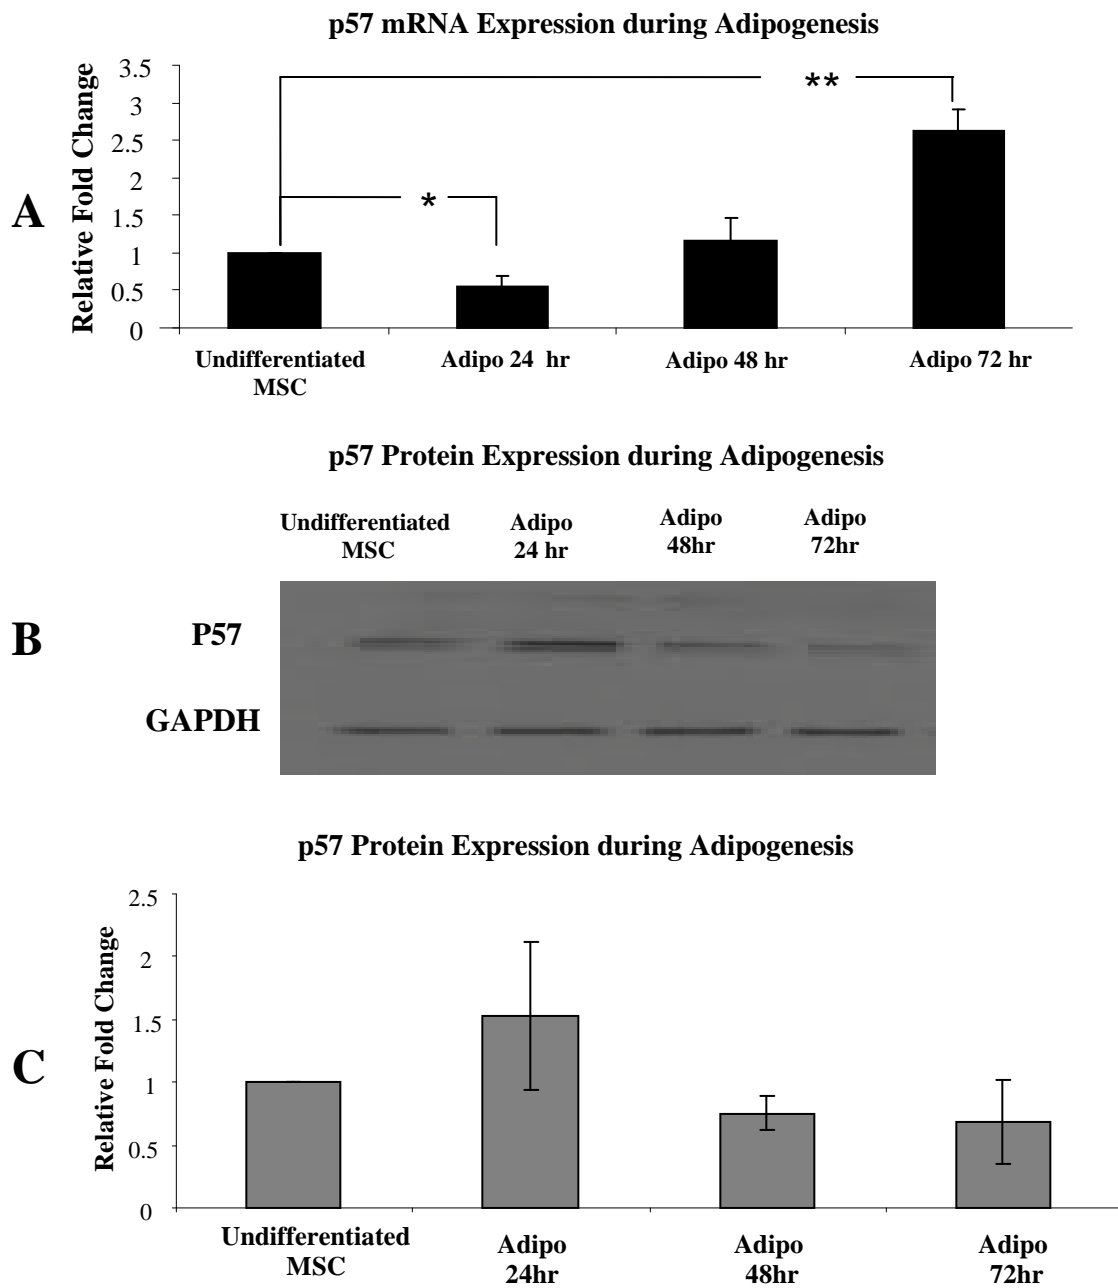 p57 mRNA Expression during Adipogenesis
A
Relative Fold Change
3.5
3
2.5
2
1.5
1
0.5
0
**
*
Undifferentiated
MSC
Adipo 24 hr
Adipo 48 hr
Adipo 72 hr
p57 Protein Expression during Adipogenesis
Undifferentiated
MSC
Adipo
24 hr
Adipo
48hr
Adipo
72hr
B
P57
GAPDH
p57 Protein Expression during Adipogenesis
C
Relative Fold Change
2.5
2
1.5
1
0.5
0
Undifferentiated
MSC
Adipo
24hr
Adipo
48hr
Adipo
72hr